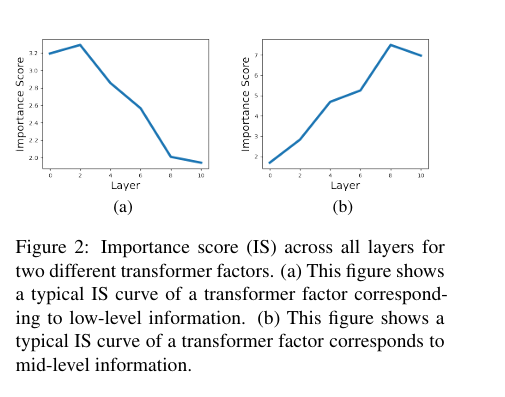 3.2
3.0
2.8
2.6
2.4
2.2
2.0
Importance Score
0 2 4 6 8 10
Layer
(a)
7
6
5
4
3
2
Importance Score
0 2 4 6 8 10
Layer
(b)
Figure 2: Importance score (IS) across all layers for
two different transformer factors. (a) This figure shows
a typical IS curve of a transformer factor correspond-
ing to low-level information. (b) This figure shows a
typical IS curve of a transformer factor corresponds to
mid-level information.